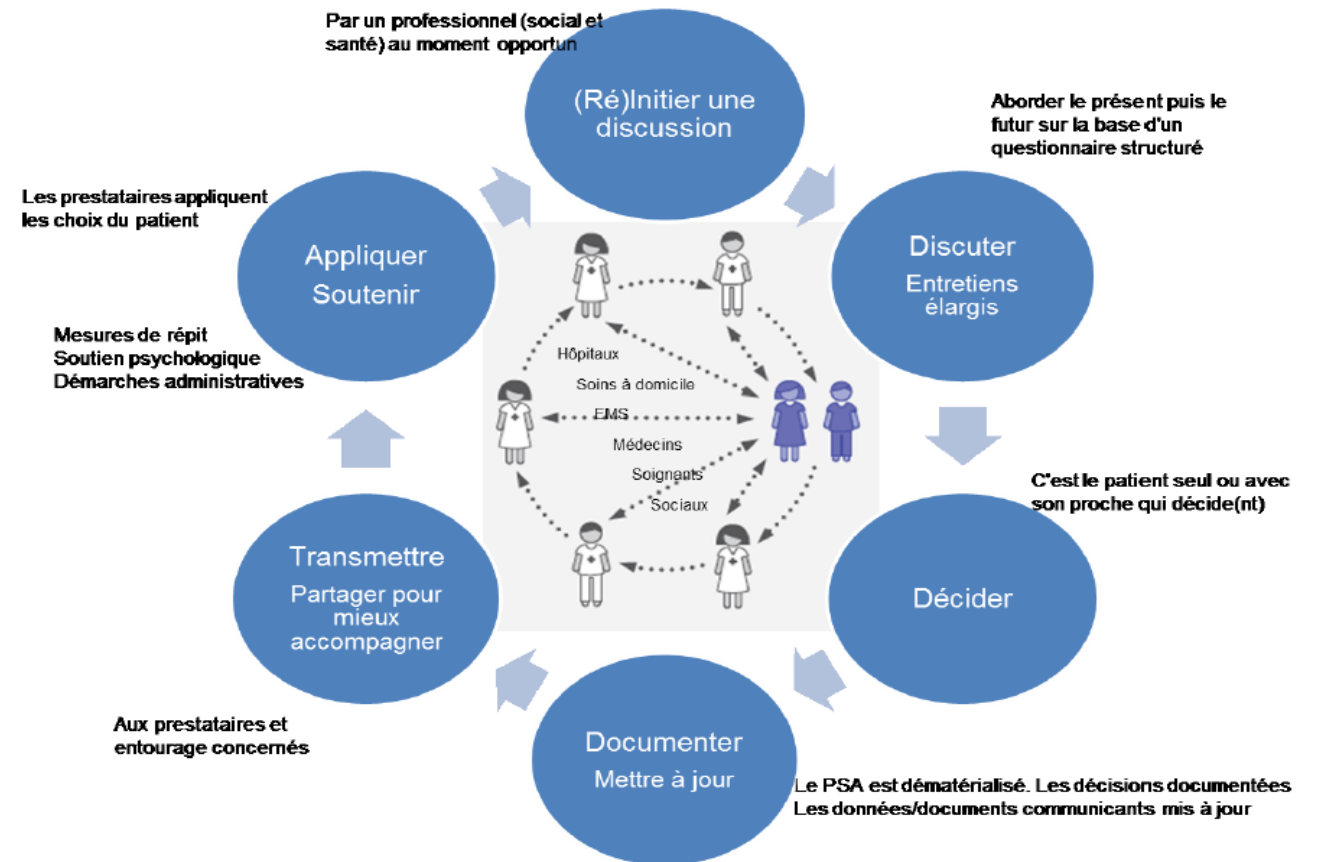 Par un professionnel (social et
santé) au moment opportun
(Ré)Initier une
discussion
Aborder le présent puis le
futur sur la base d'un
questionnaire structuré
Discuter
Entretiens
élargis
C'est le patient seul ou avec
son proche qui décide(nt)
Décider
Documenter
Mettre à jour
Le PSA est dématérialisé. Les décisions documentées
Les données/documents communicants mis à jour
Transmettre
Partager pour
mieux
accompagner
Aux prestataires et
entourage concernés
Appliquer
Soutenir
Les prestataires appliquent
les choix du patient
Mesures de répit
Soutien psychologique
Démarches administratives
Hôpitaux
Soins à domicile
EMS
Médecins
Soignants
Sociaux